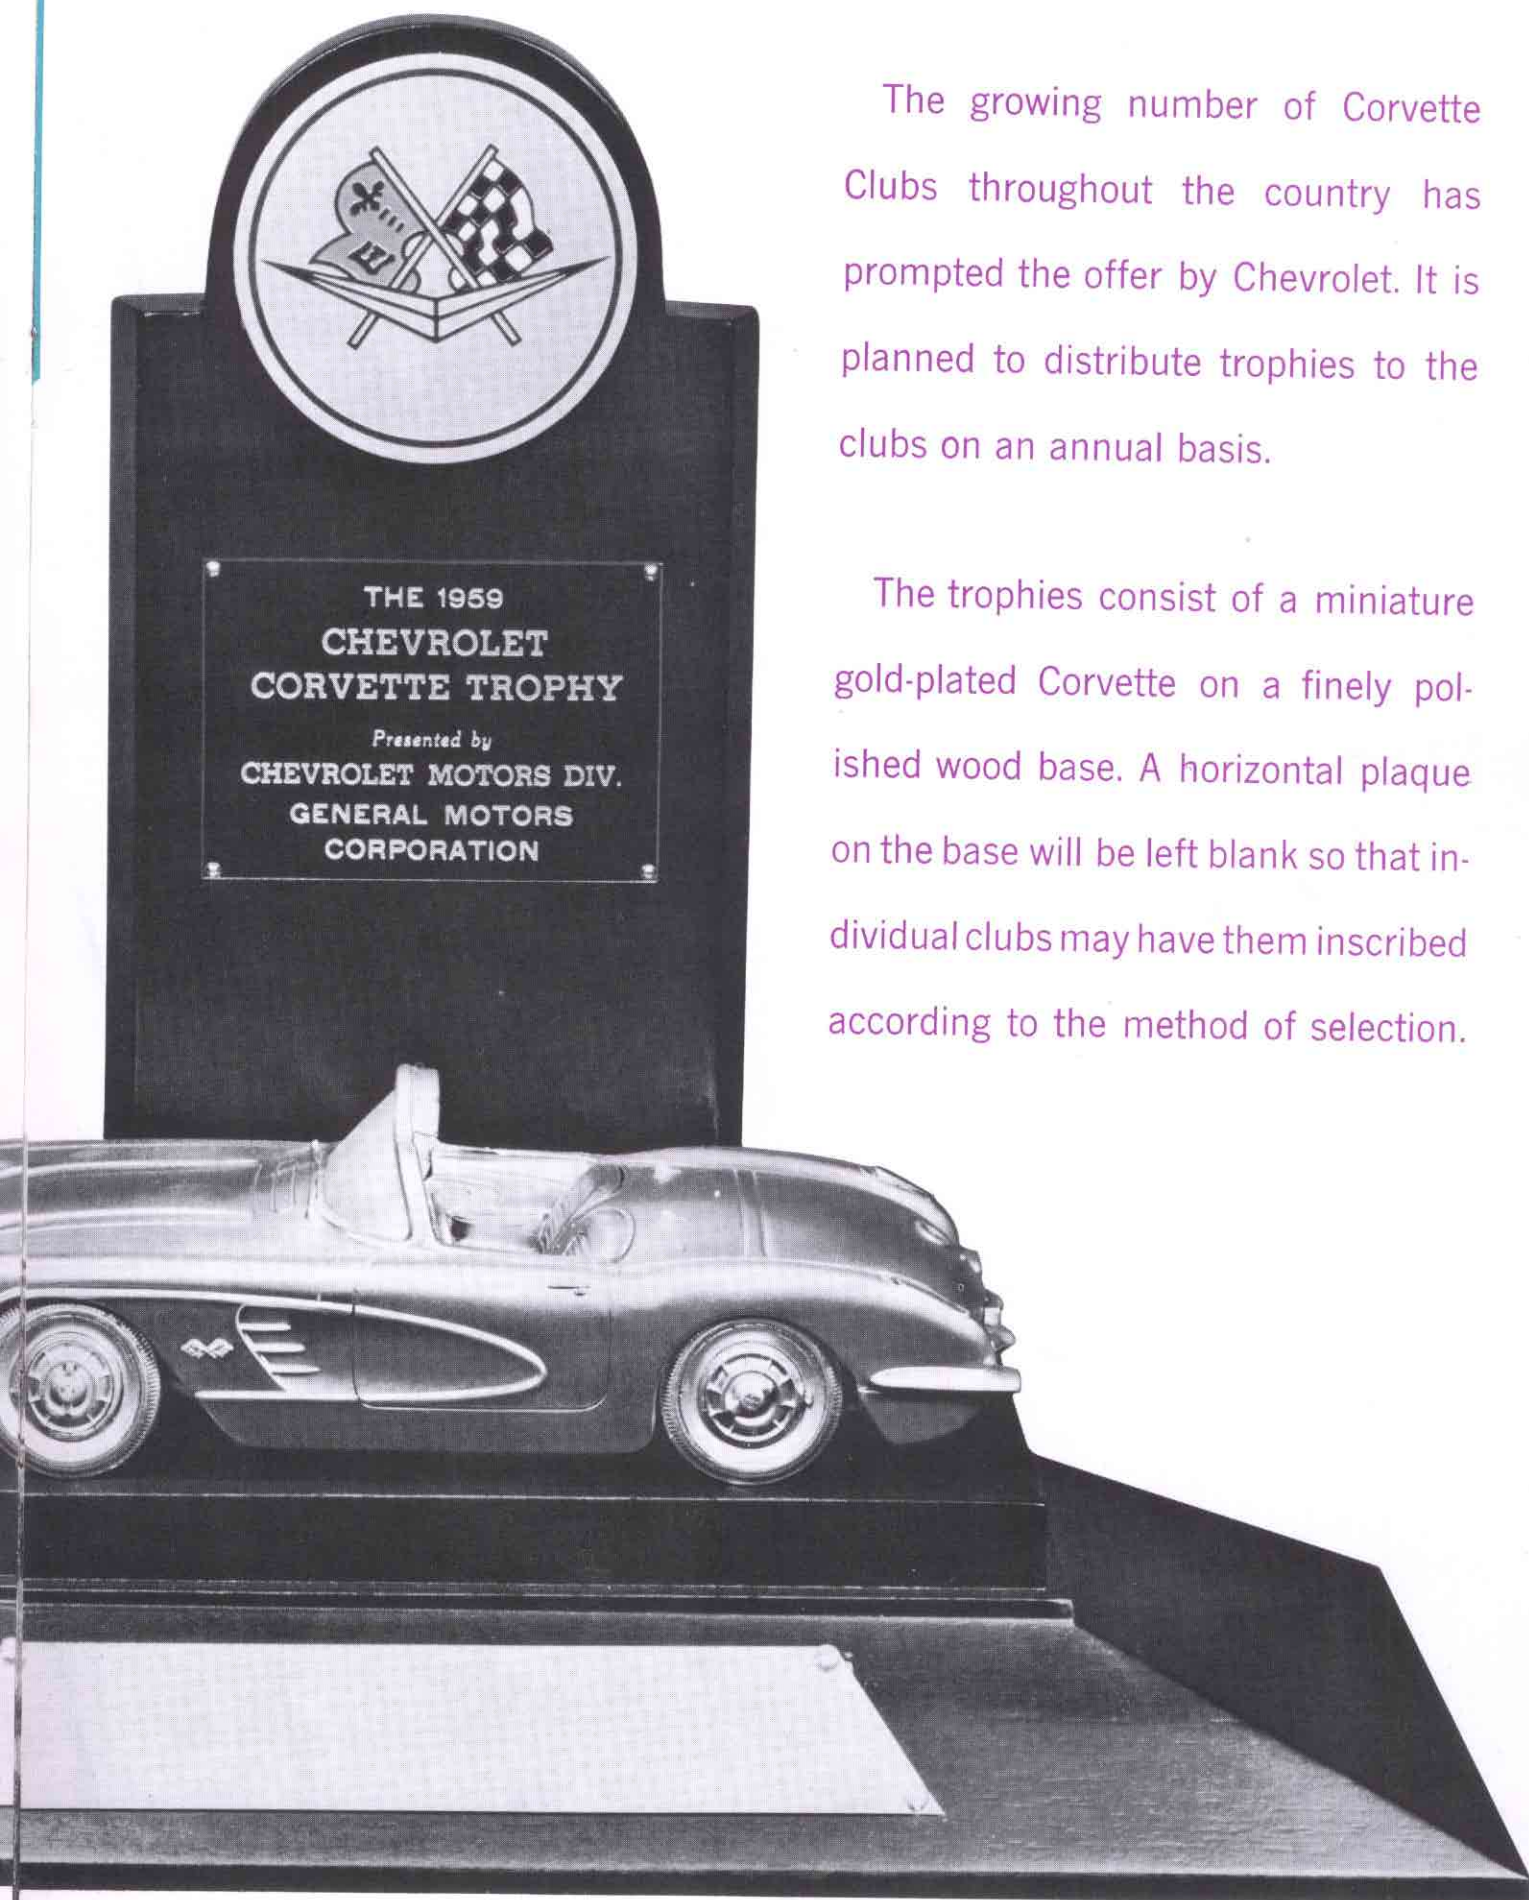 THE 1959
CHEVROLET
CORVETTE TROPHY
Presented by
CHEVROLET MOTORS DIV.
GENERAL MOTORS
CORPORATION
The growing number of Corvette
Clubs throughout the country has
prompted the offer by Chevrolet. It is
planned to distribute trophies to the
clubs on an annual basis.
The trophies consist of a miniature
gold-plated Corvette on a finely pol-
ished wood base. A horizontal plaque
on the base will be left blank so that in-
dividual clubs may have them inscribed
according to the method of selection.